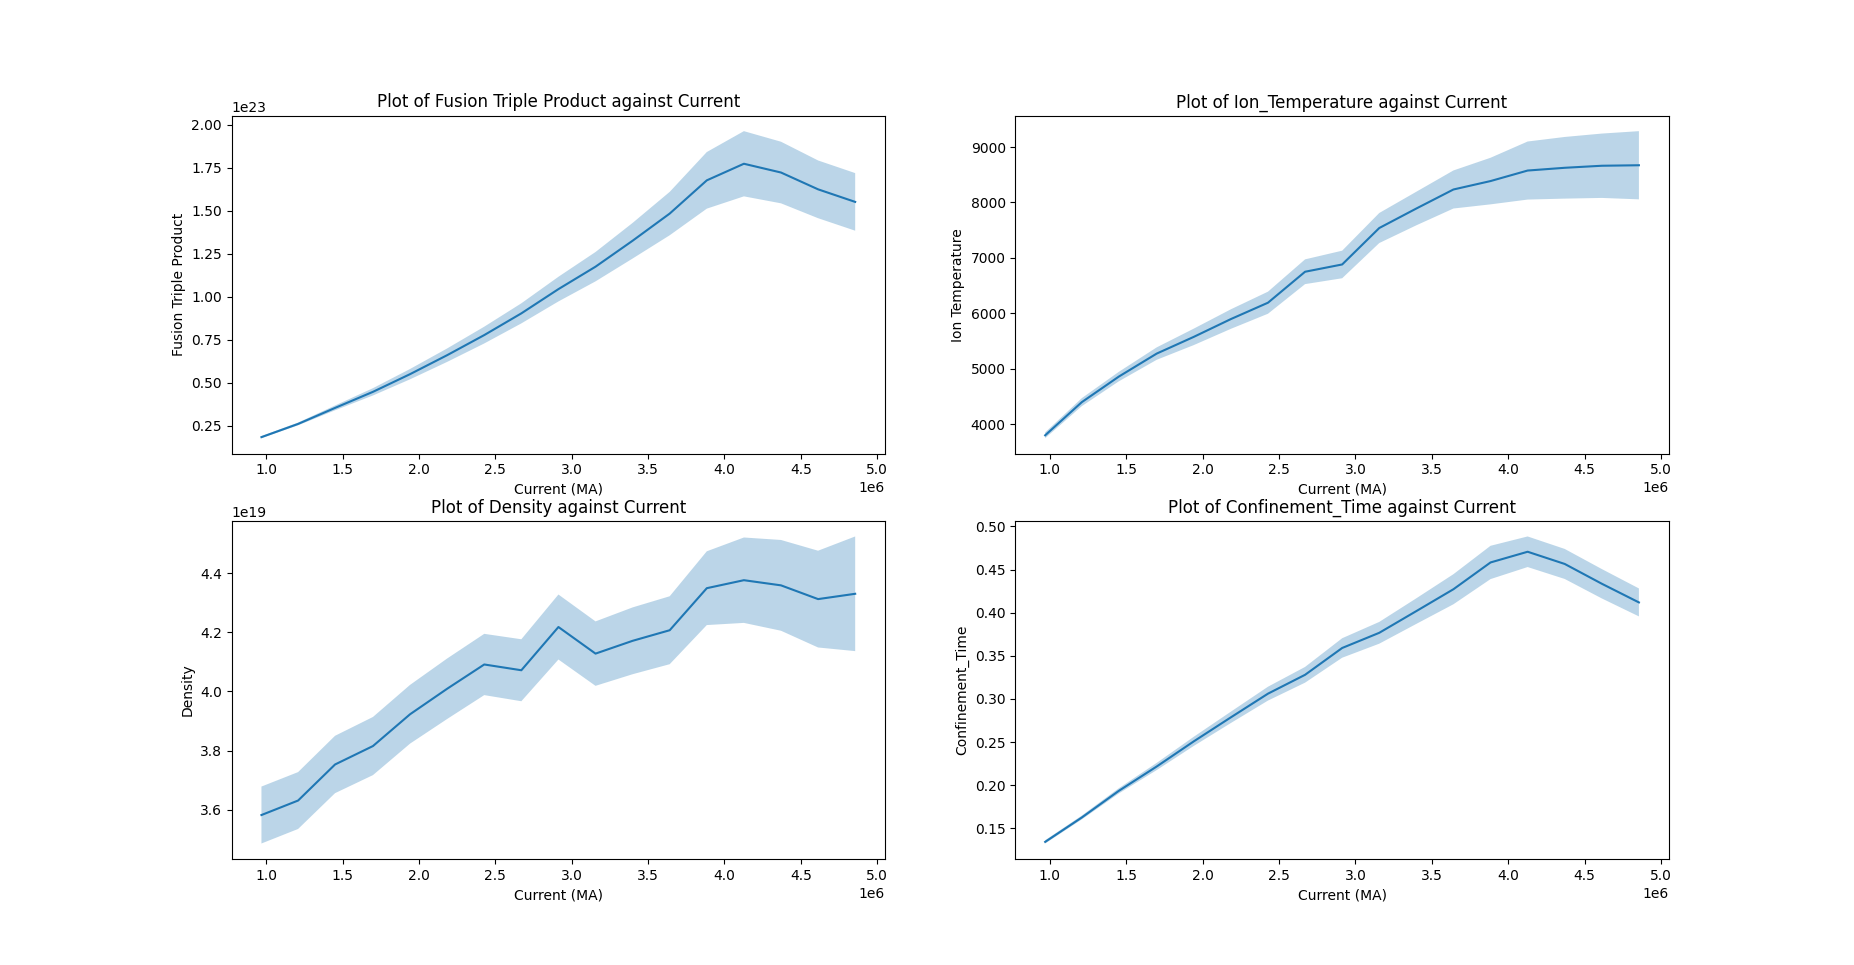 Plot of Fusion Triple Product against Current
1e23
2.00
1.75
1.50
1.25
1.00
0.75
0.50
0.25
Fusion Triple Product
1.0 1.5 2.0 2.5 3.0 3.5 4.0 4.5 5.0
Current (MA)
1e6
Plot of Ion_Temperature against Current
9000
8000
7000
6000
5000
4000
Ion Temperature
1.0 1.5 2.0 2.5 3.0 3.5 4.0 4.5 5.0
Current (MA)
1e6
Plot of Density against Current
1e19
4.4
4.2
4.0
3.8
3.6
Density
1.0 1.5 2.0 2.5 3.0 3.5 4.0 4.5 5.0
Current (MA)
1e6
Plot of Confinement_Time against Current
0.50
0.45
0.40
0.35
0.30
0.25
0.20
0.15
Confinement_Time
1.0 1.5 2.0 2.5 3.0 3.5 4.0 4.5 5.0
Current (MA)
1e6